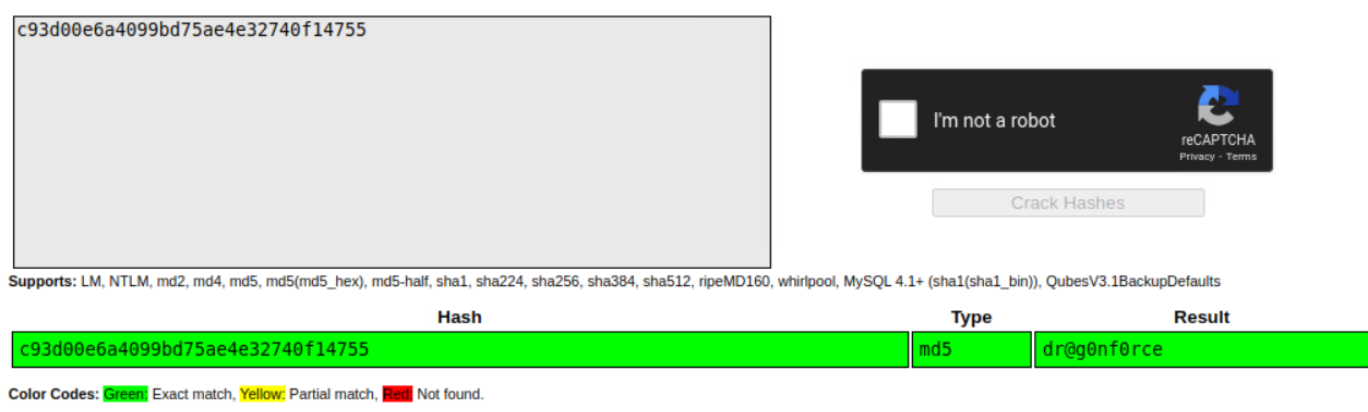 c93d00e6a4099bd75ae4e32740f14755
I'm not a robot
reCAPTCHA
Privacy - Terms
Crack Hashes
Supports: LM, NTLM, md2, md4, md5, md5(md5_hex), md5-half, sha1, sha224, sha256, sha384, sha512, ripeMD160, whirlpool, MySQL 4.1+ (sha1(sha1_bin)), QubesV3.1BackupDefaults
Hash Type Result
c93d00e6a4099bd75ae4e32740f14755 md5 dr@g0nf0rce
Color Codes: Green: Exact match, Yellow: Partial match, Red: Not found.